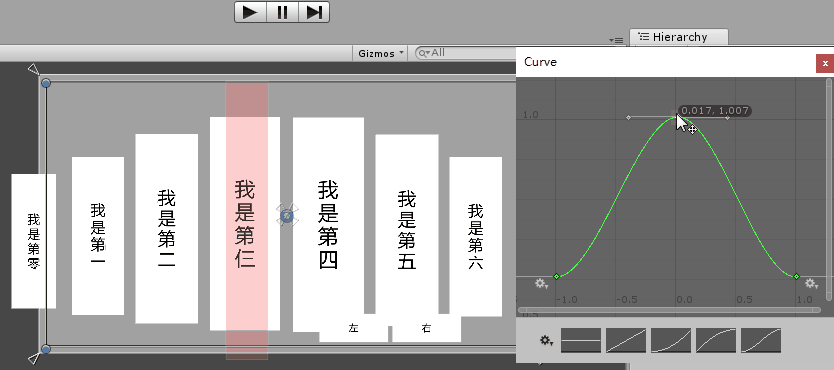 Gizmos
All
Hierarchy
Curve
x
0.017, 1.007
1.0
-1.0
-0.5
0.0
0.5
1.0
我是第零
我是第一
我是第二
我是第仨
我是第四
我是第五
我是第六
左
右